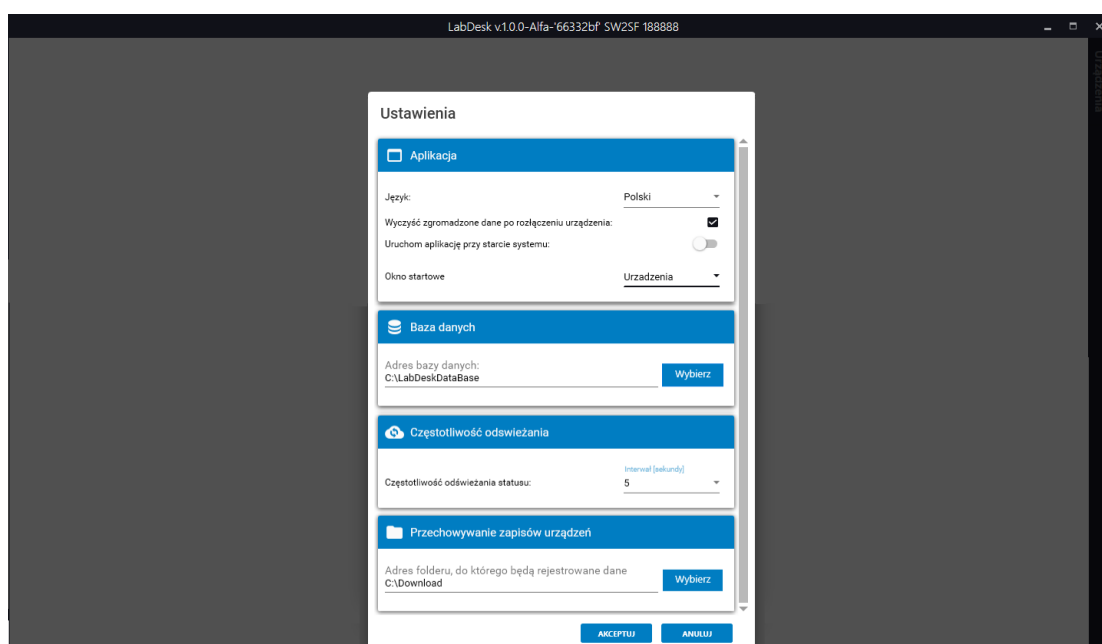 LabDesk v.1.0.0-Alfa-'66332bf' SW2SF 188888
Urządzenia
Ustawienia
Aplikacja
Język: Polski
Wyczyść zgromadzone dane po rozłączeniu urządzenia:
Uruchom aplikację przy starcie systemu:
Okno startowe Urzadzenia
Baza danych
Adres bazy danych:
C:\LabDeskDataBase Wybierz
Częstotliwość odswieżania
Interwał [sekundy]
Częstotliwość odświeżania statusu: 5
Przechowywanie zapisów urządzeń
Adres folderu, do którego będą rejestrowane dane
C:\Download Wybierz
AKCEPTUJ ANULUJ